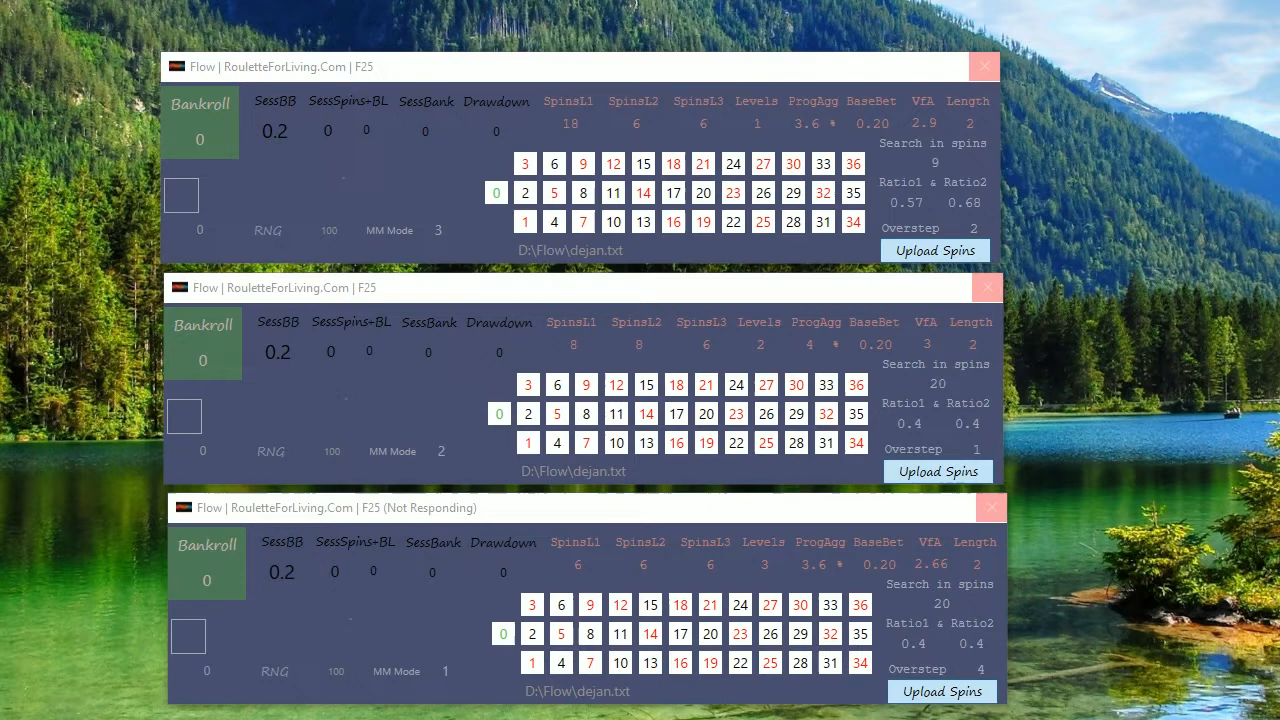 Flow | RouletteForLiving.Com | F25
Bankroll SessBB SessSpins+BL SessBank Drawdown SpinsL1 SpinsL2 SpinsL3 Levels ProgAgg BaseBet VfA Length
0 0.2 0 0 0 0 18 6 6 1 3.6 % 0.20 2.9 2
Search in spins
9
3 6 9 12 15 18 21 24 27 30 33 36
Ratio1 & Ratio2
0 2 5 8 11 14 17 20 23 26 29 32 35
0.57 0.68
1 4 7 10 13 16 19 22 25 28 31 34
0 RNG 100 MM Mode 3 Overstep 2
D:\Flow\dejan.txt Upload Spins
Flow | RouletteForLiving.Com | F25
Bankroll SessBB SessSpins+BL SessBank Drawdown SpinsL1 SpinsL2 SpinsL3 Levels ProgAgg BaseBet VfA Length
0 0.2 0 0 0 0 8 8 6 2 4 % 0.20 3 2
Search in spins
20
3 6 9 12 15 18 21 24 27 30 33 36
Ratio1 & Ratio2
0 2 5 8 11 14 17 20 23 26 29 32 35
0.4 0.4
1 4 7 10 13 16 19 22 25 28 31 34
0 RNG 100 MM Mode 2 Overstep 1
D:\Flow\dejan.txt Upload Spins
Flow | RouletteForLiving.Com | F25 (Not Responding)
Bankroll SessBB SessSpins+BL SessBank Drawdown SpinsL1 SpinsL2 SpinsL3 Levels ProgAgg BaseBet VfA Length
0 0.2 0 0 0 0 6 6 6 3 3.6 % 0.20 2.66 2
Search in spins
20
3 6 9 12 15 18 21 24 27 30 33 36
Ratio1 & Ratio2
0 2 5 8 11 14 17 20 23 26 29 32 35
0.4 0.4
1 4 7 10 13 16 19 22 25 28 31 34
0 RNG 100 MM Mode 1 Overstep 4
D:\Flow\dejan.txt Upload Spins